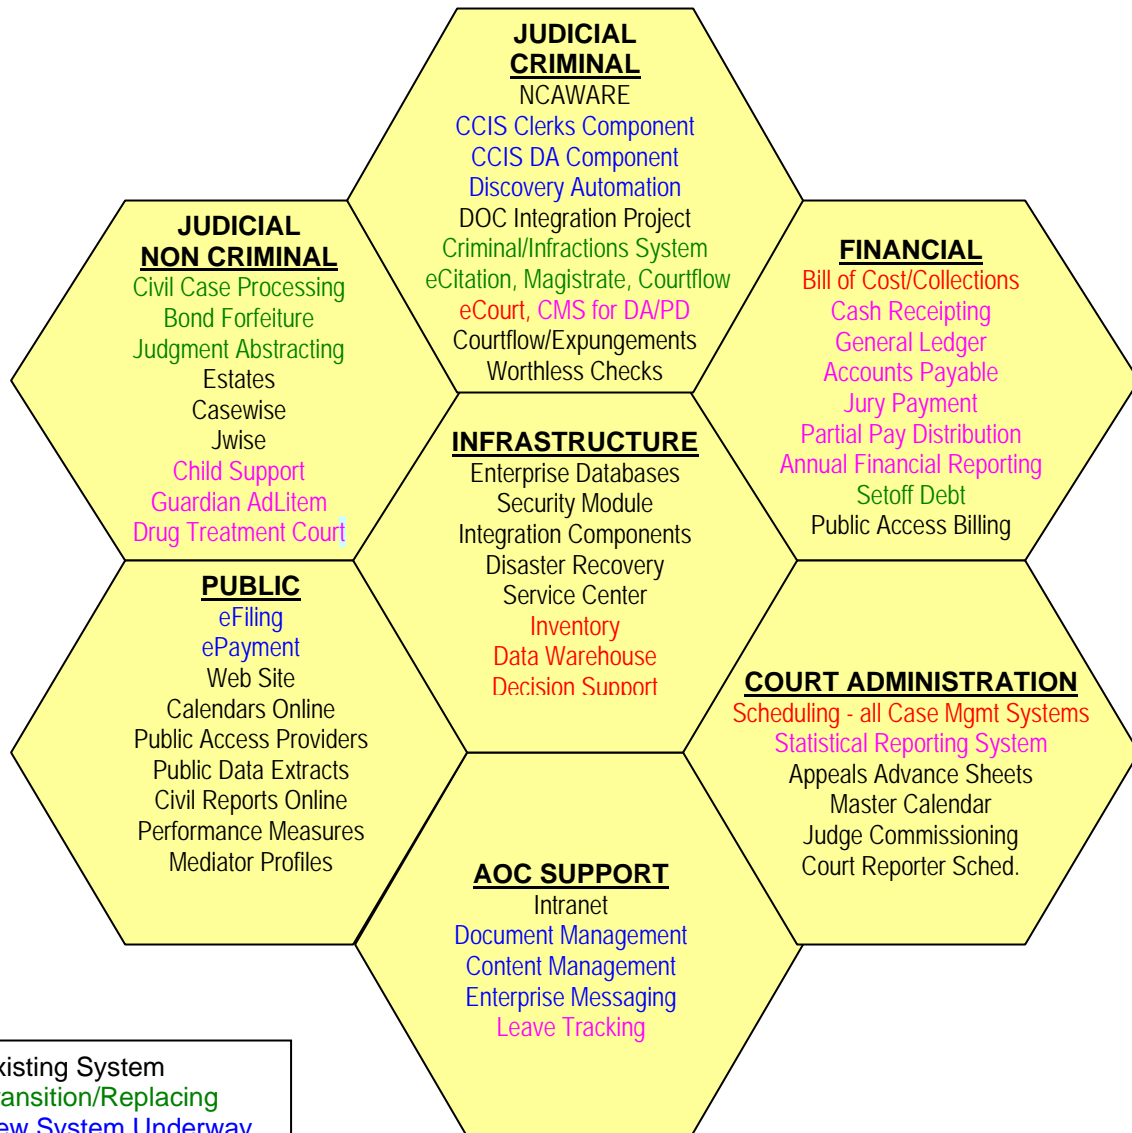 JUDICIAL
CRIMINAL
NCAWARE
CCIS Clerks Component
CCIS DA Component
Discovery Automation
DOC Integration Project
Criminal/Infractions System
eCitation, Magistrate, Courtflow
eCourt, CMS for DA/PD
Courtflow/Expungements
Worthless Checks
JUDICIAL
NON CRIMINAL
Civil Case Processing
Bond Forfeiture
Judgment Abstracting
Estates
Casewise
Jwise
Child Support
Guardian AdLitem
Drug Treatment Court
FINANCIAL
Bill of Cost/Collections
Cash Receipting
General Ledger
Accounts Payable
Jury Payment
Partial Pay Distribution
Annual Financial Reporting
Setoff Debt
Public Access Billing
INFRASTRUCTURE
Enterprise Databases
Security Module
Integration Components
Disaster Recovery
Service Center
Inventory
Data Warehouse
Decision Support
PUBLIC
eFiling
ePayment
Web Site
Calendars Online
Public Access Providers
Public Data Extracts
Civil Reports Online
Performance Measures
Mediator Profiles
COURT ADMINISTRATION
Scheduling - all Case Mgmt Systems
Statistical Reporting System
Appeals Advance Sheets
Master Calendar
Judge Commissioning
Court Reporter Sched.
AOC SUPPORT
Intranet
Document Management
Content Management
Enterprise Messaging
Leave Tracking
xisting System
ansition/Replacing
ew System Underway